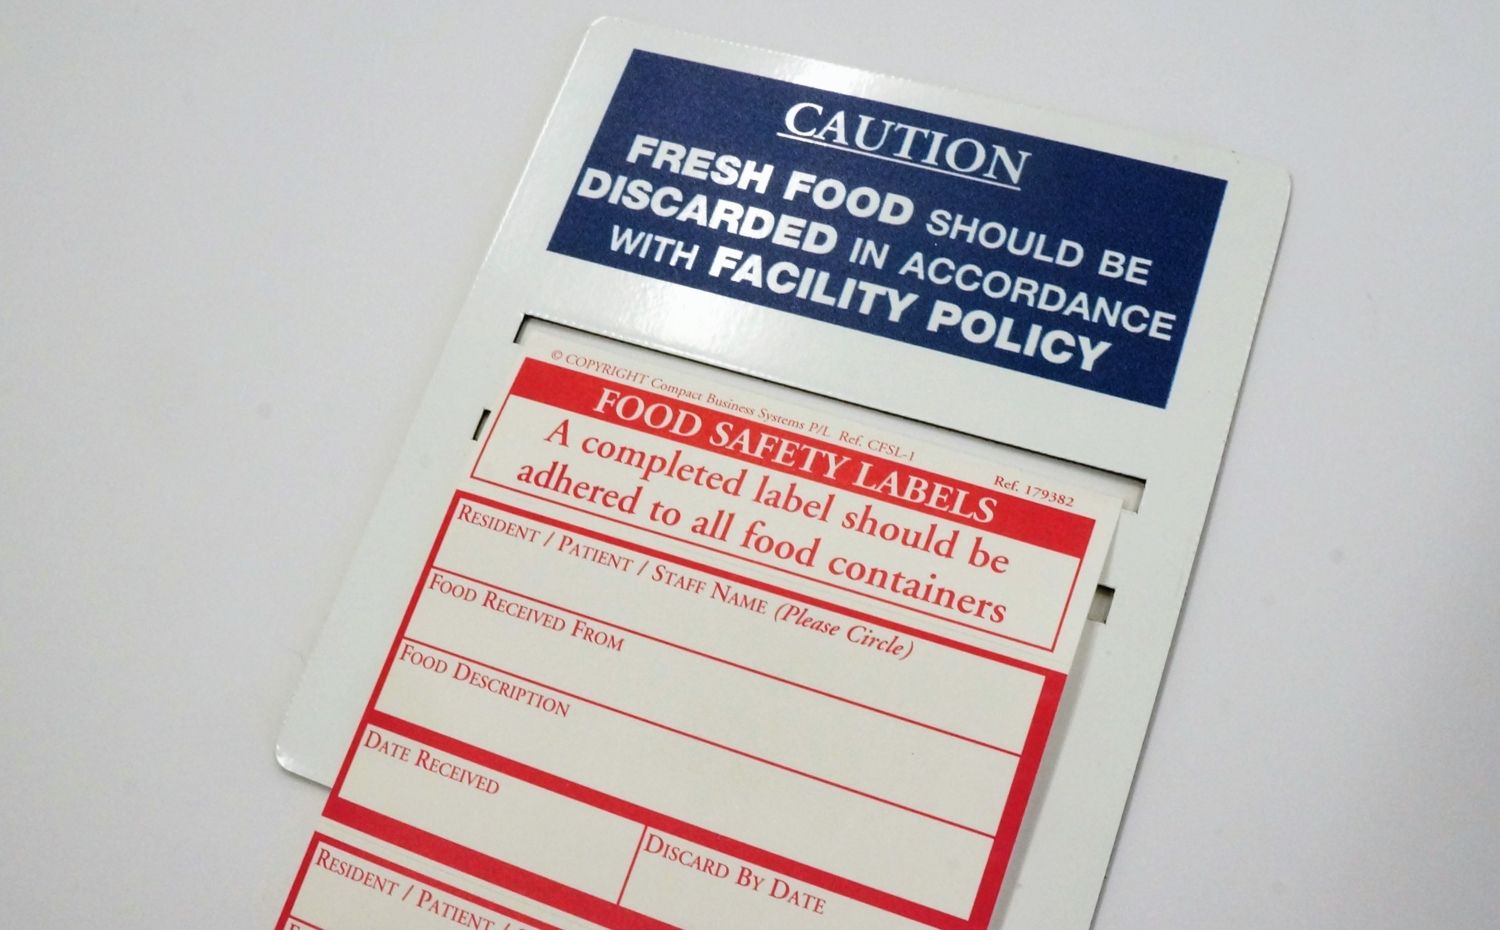 CAUTION
FRESH FOOD SHOULD BE
DISCARDED IN ACCORDANCE
WITH FACILITY POLICY
© COPYRIGHT Compact Business Systems P/L Ref. CFSL-1
Ref. 179382
FOOD SAFETY LABELS
A completed label should be
adhered to all food containers
RESIDENT / PATIENT / STAFF NAME (Please Circle)
FOOD RECEIVED FROM
FOOD DESCRIPTION
DATE RECEIVED
DISCARD BY DATE
RESIDENT / PATIENT /